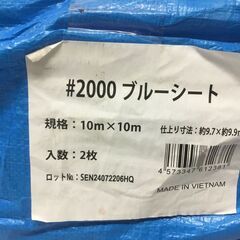 #2000 ブルーシート
規格：10m×10m 仕上り寸法：約9.7×約9.9m
入数：2枚
ロット№：SEN24072206HQ
MADE IN VIETNAM